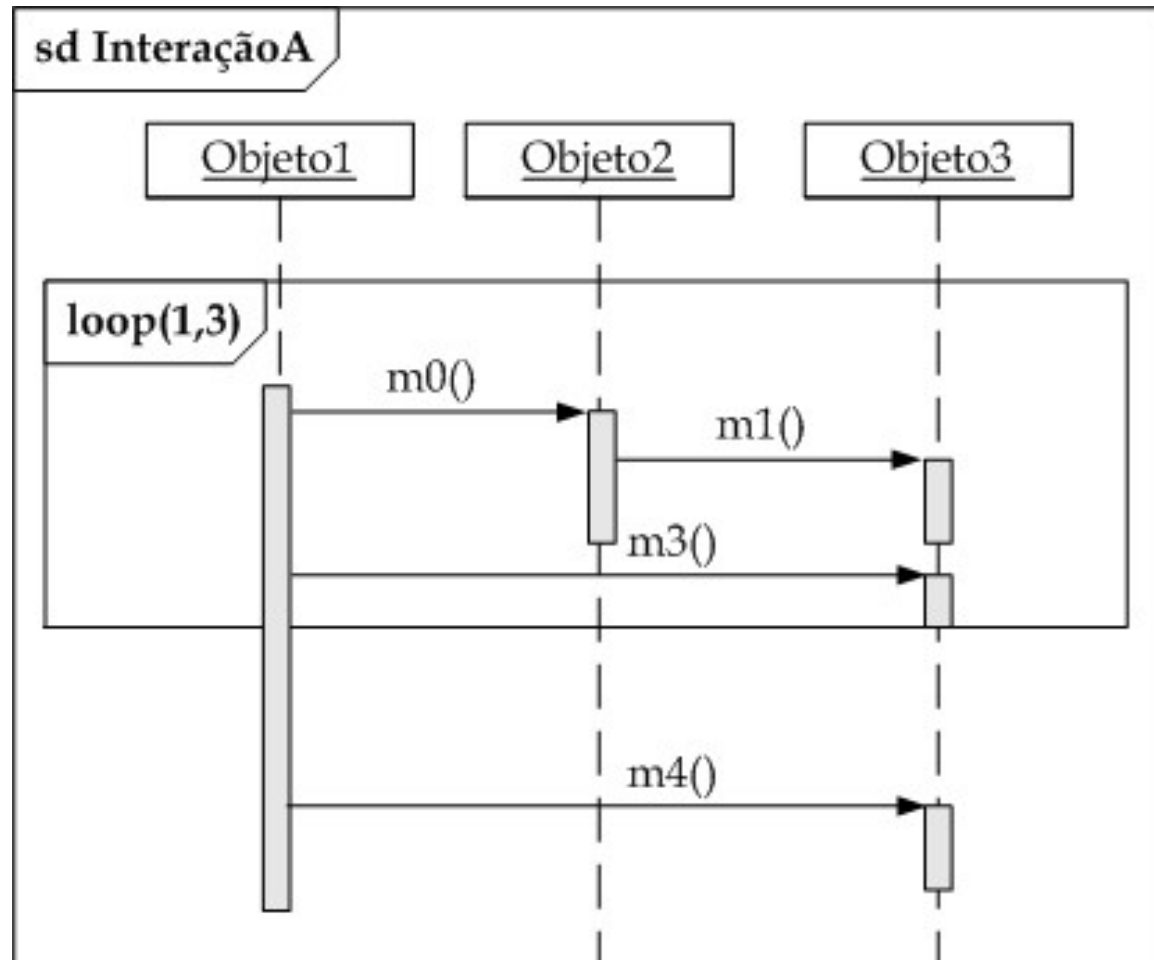 sd InteraçãoA
Objeto1 Objeto2 Objeto3
loop(1,3)
m0()
m1()
m3()
m4()